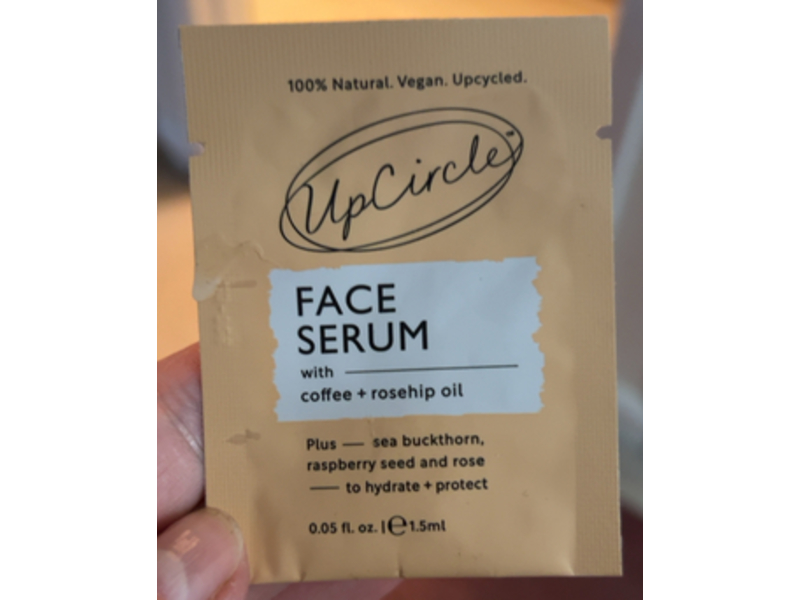 100% Natural. Vegan. Upcycled.
UpCircle™
FACE
SERUM
with
coffee + rosehip oil
Plus — sea buckthorn,
raspberry seed and rose
— to hydrate + protect
0.05 fl. oz. | ℮ 1.5ml